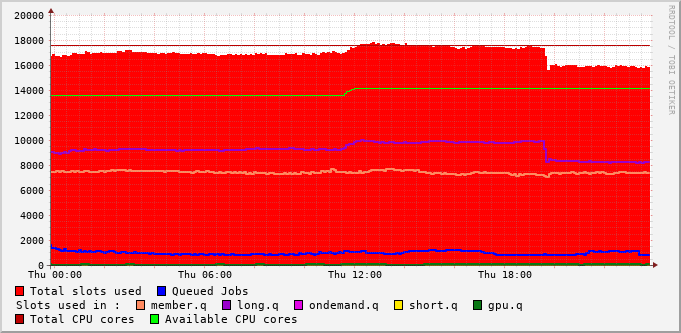 20000
18000
16000
14000
12000
10000
8000
6000
4000
2000
0
Thu 00:00 Thu 06:00 Thu 12:00 Thu 18:00
Total slots used Queued Jobs
Slots used in : member.q long.q ondemand.q short.q gpu.q
Total CPU cores Available CPU cores
RRDTOOL / TOBI OETIKER